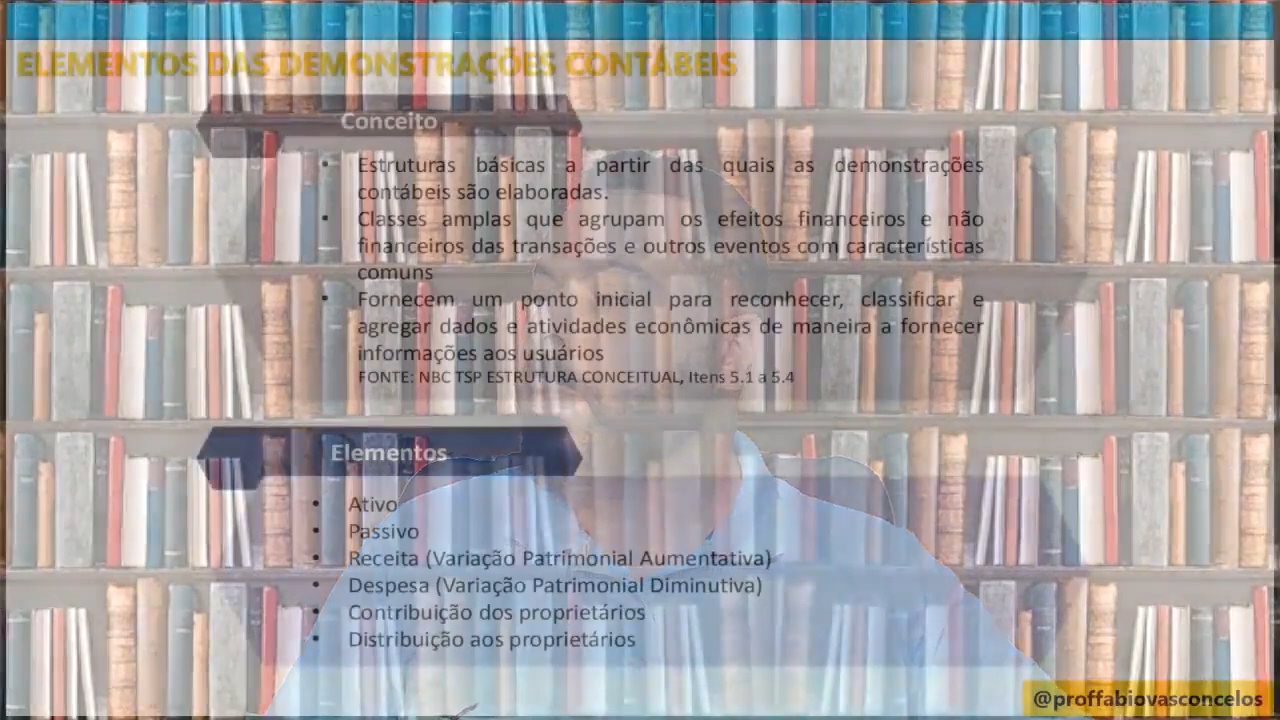 ELEMENTOS DAS DEMONSTRAÇÕES CONTÁBEIS
Conceito
• Estruturas básicas a partir das quais as demonstrações
contábeis são elaboradas.
• Classes amplas que agrupam os efeitos financeiros e não
financeiros das transações e outros eventos com características
comuns
• Fornecem um ponto inicial para reconhecer, classificar e
agregar dados e atividades econômicas de maneira a fornecer
informações aos usuários
FONTE: NBC TSP ESTRUTURA CONCEITUAL, Itens 5.1 a 5.4
Elementos
• Ativo
• Passivo
• Receita (Variação Patrimonial Aumentativa)
• Despesa (Variação Patrimonial Diminutiva)
• Contribuição dos proprietários
• Distribuição aos proprietários
@proffabiovasconcelos